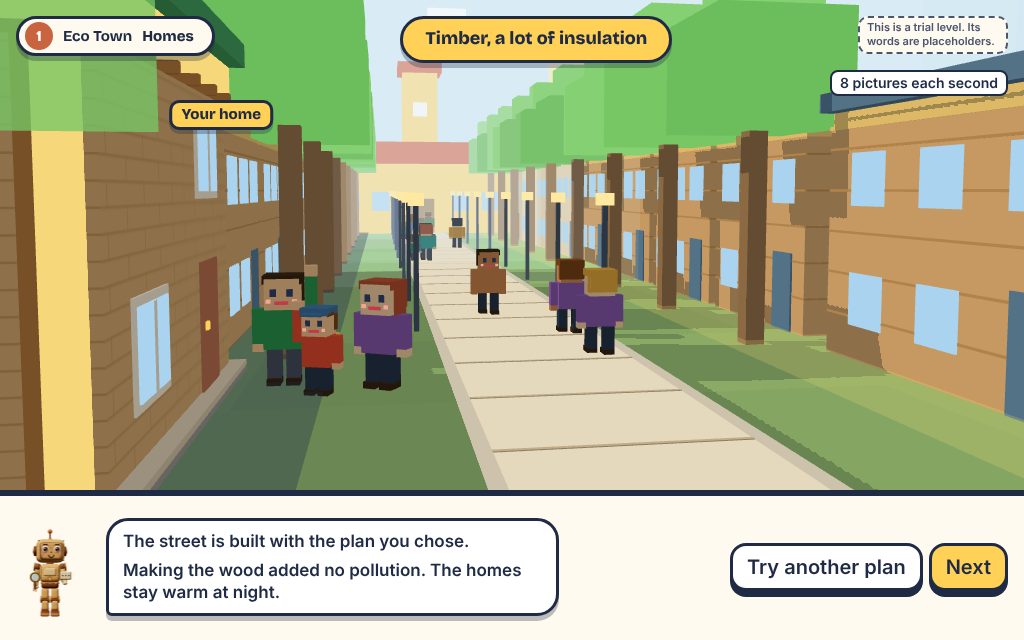 1 Eco Town Homes
Timber, a lot of insulation
This is a trial level. Its
words are placeholders.
8 pictures each second
Your home
The street is built with the plan you chose.
Making the wood added no pollution. The homes
stay warm at night.
Try another plan
Next